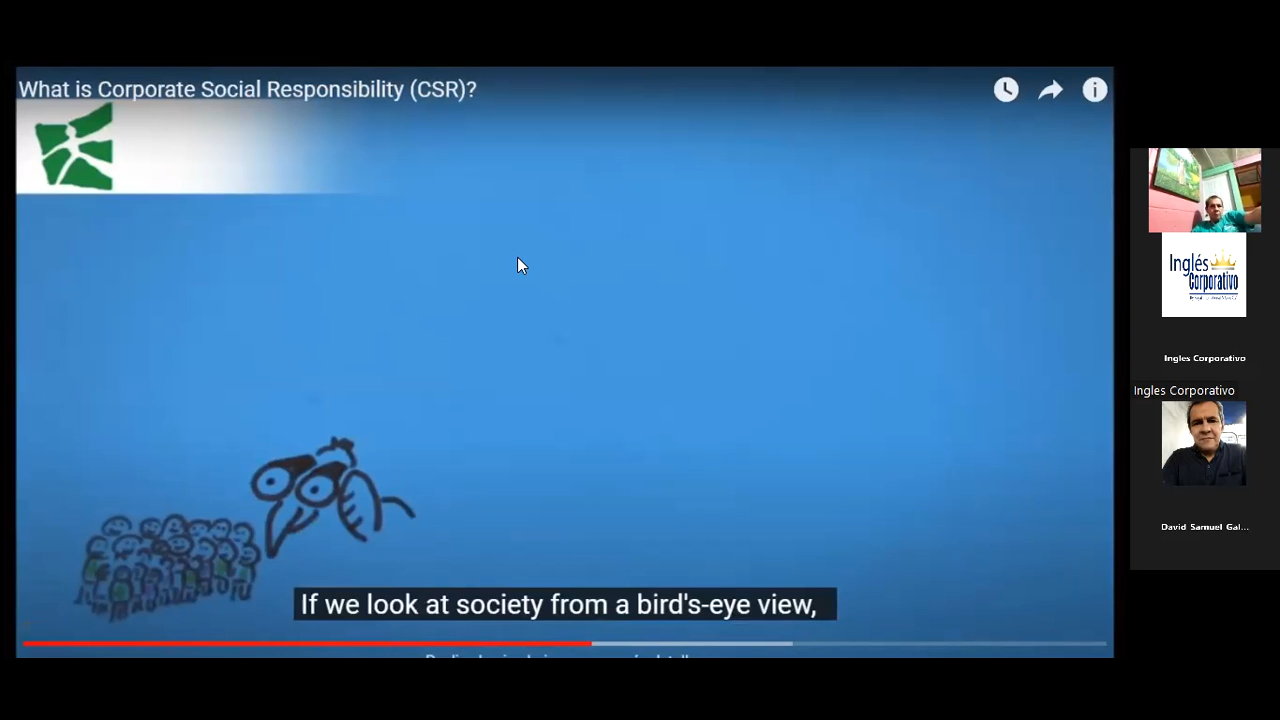 What is Corporate Social Responsibility (CSR)?
If we look at society from a bird's-eye view,
Inglés
Corporativo
Ingles Corporativo
Ingles Corporativo
David Samuel Gal...